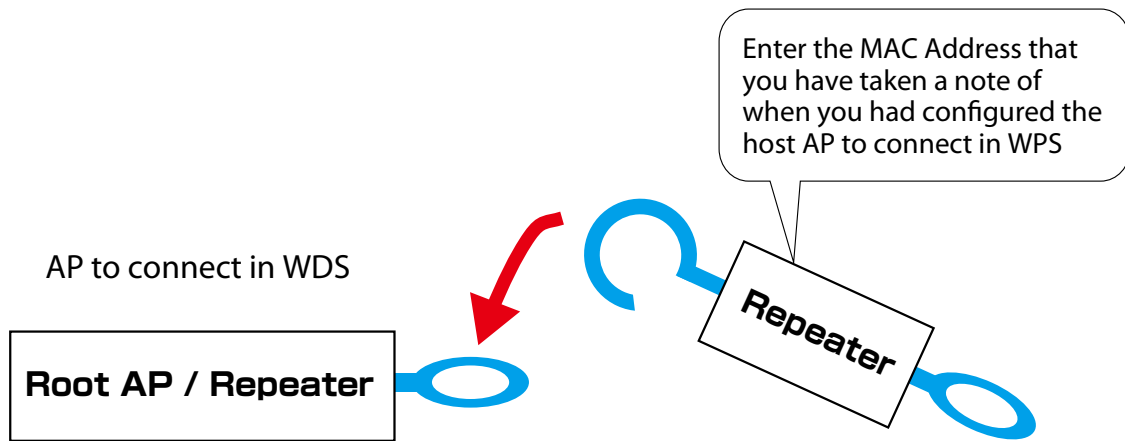 Enter the MAC Address that
you have taken a note of
when you had configured the
host AP to connect in WPS
AP to connect in WDS
Root AP / Repeater
Repeater